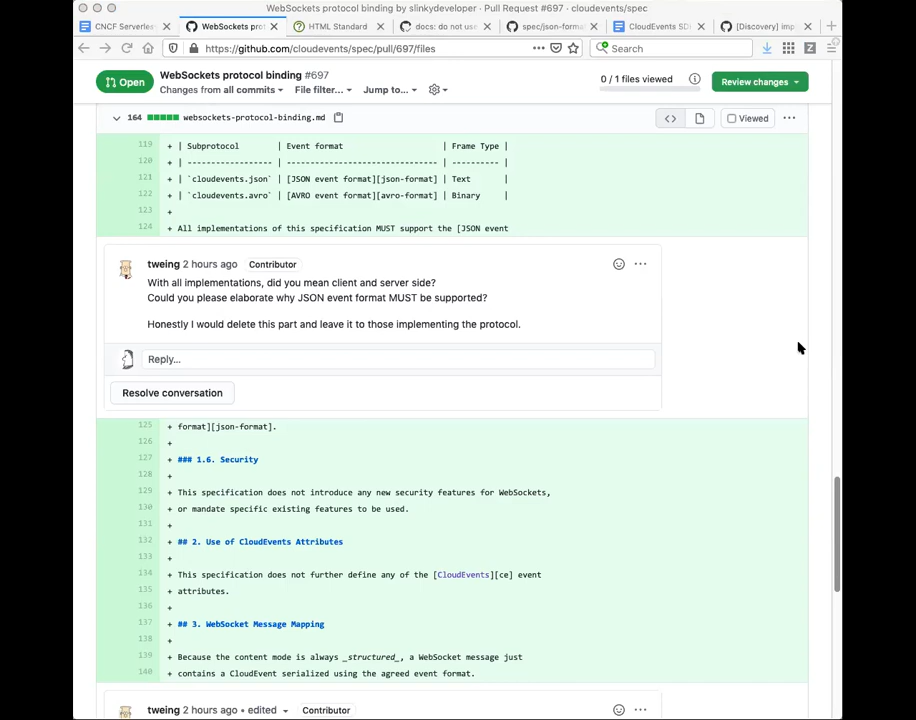 WebSockets protocol binding by slinkydeveloper · Pull Request #697 · cloudevents/spec
CNCF Serverless
WebSockets prot
HTML Standard
docs: do not us
spec/json-forma
CloudEvents SD
[Discovery] imp
https://github.com/cloudevents/spec/pull/697/files
Search
Open
WebSockets protocol binding #697
Changes from all commits
File filter...
Jump to...
0 / 1 files viewed
Review changes
164 websockets-protocol-binding.md
Viewed
119 + | Subprotocol | Event format | Frame Type |
120 + | ----------------- | -------------------------------- | ---------- |
121 + | `cloudevents.json` | [JSON event format][json-format] | Text |
122 + | `cloudevents.avro` | [AVRO event format][avro-format] | Binary |
123 +
124 + All implementations of this specification MUST support the [JSON event
tweing 2 hours ago Contributor
With all implementations, did you mean client and server side?
Could you please elaborate why JSON event format MUST be supported?
Honestly I would delete this part and leave it to those implementing the protocol.
Reply...
Resolve conversation
125 + format][json-format].
126 +
127 + ### 1.6. Security
128 +
129 + This specification does not introduce any new security features for WebSockets,
130 + or mandate specific existing features to be used.
131 +
132 + ## 2. Use of CloudEvents Attributes
133 +
134 + This specification does not further define any of the [CloudEvents][ce] event
135 + attributes.
136 +
137 + ## 3. WebSocket Message Mapping
138 +
139 + Because the content mode is always _structured_, a WebSocket message just
140 + contains a CloudEvent serialized using the agreed event format.
tweing 2 hours ago • edited Contributor